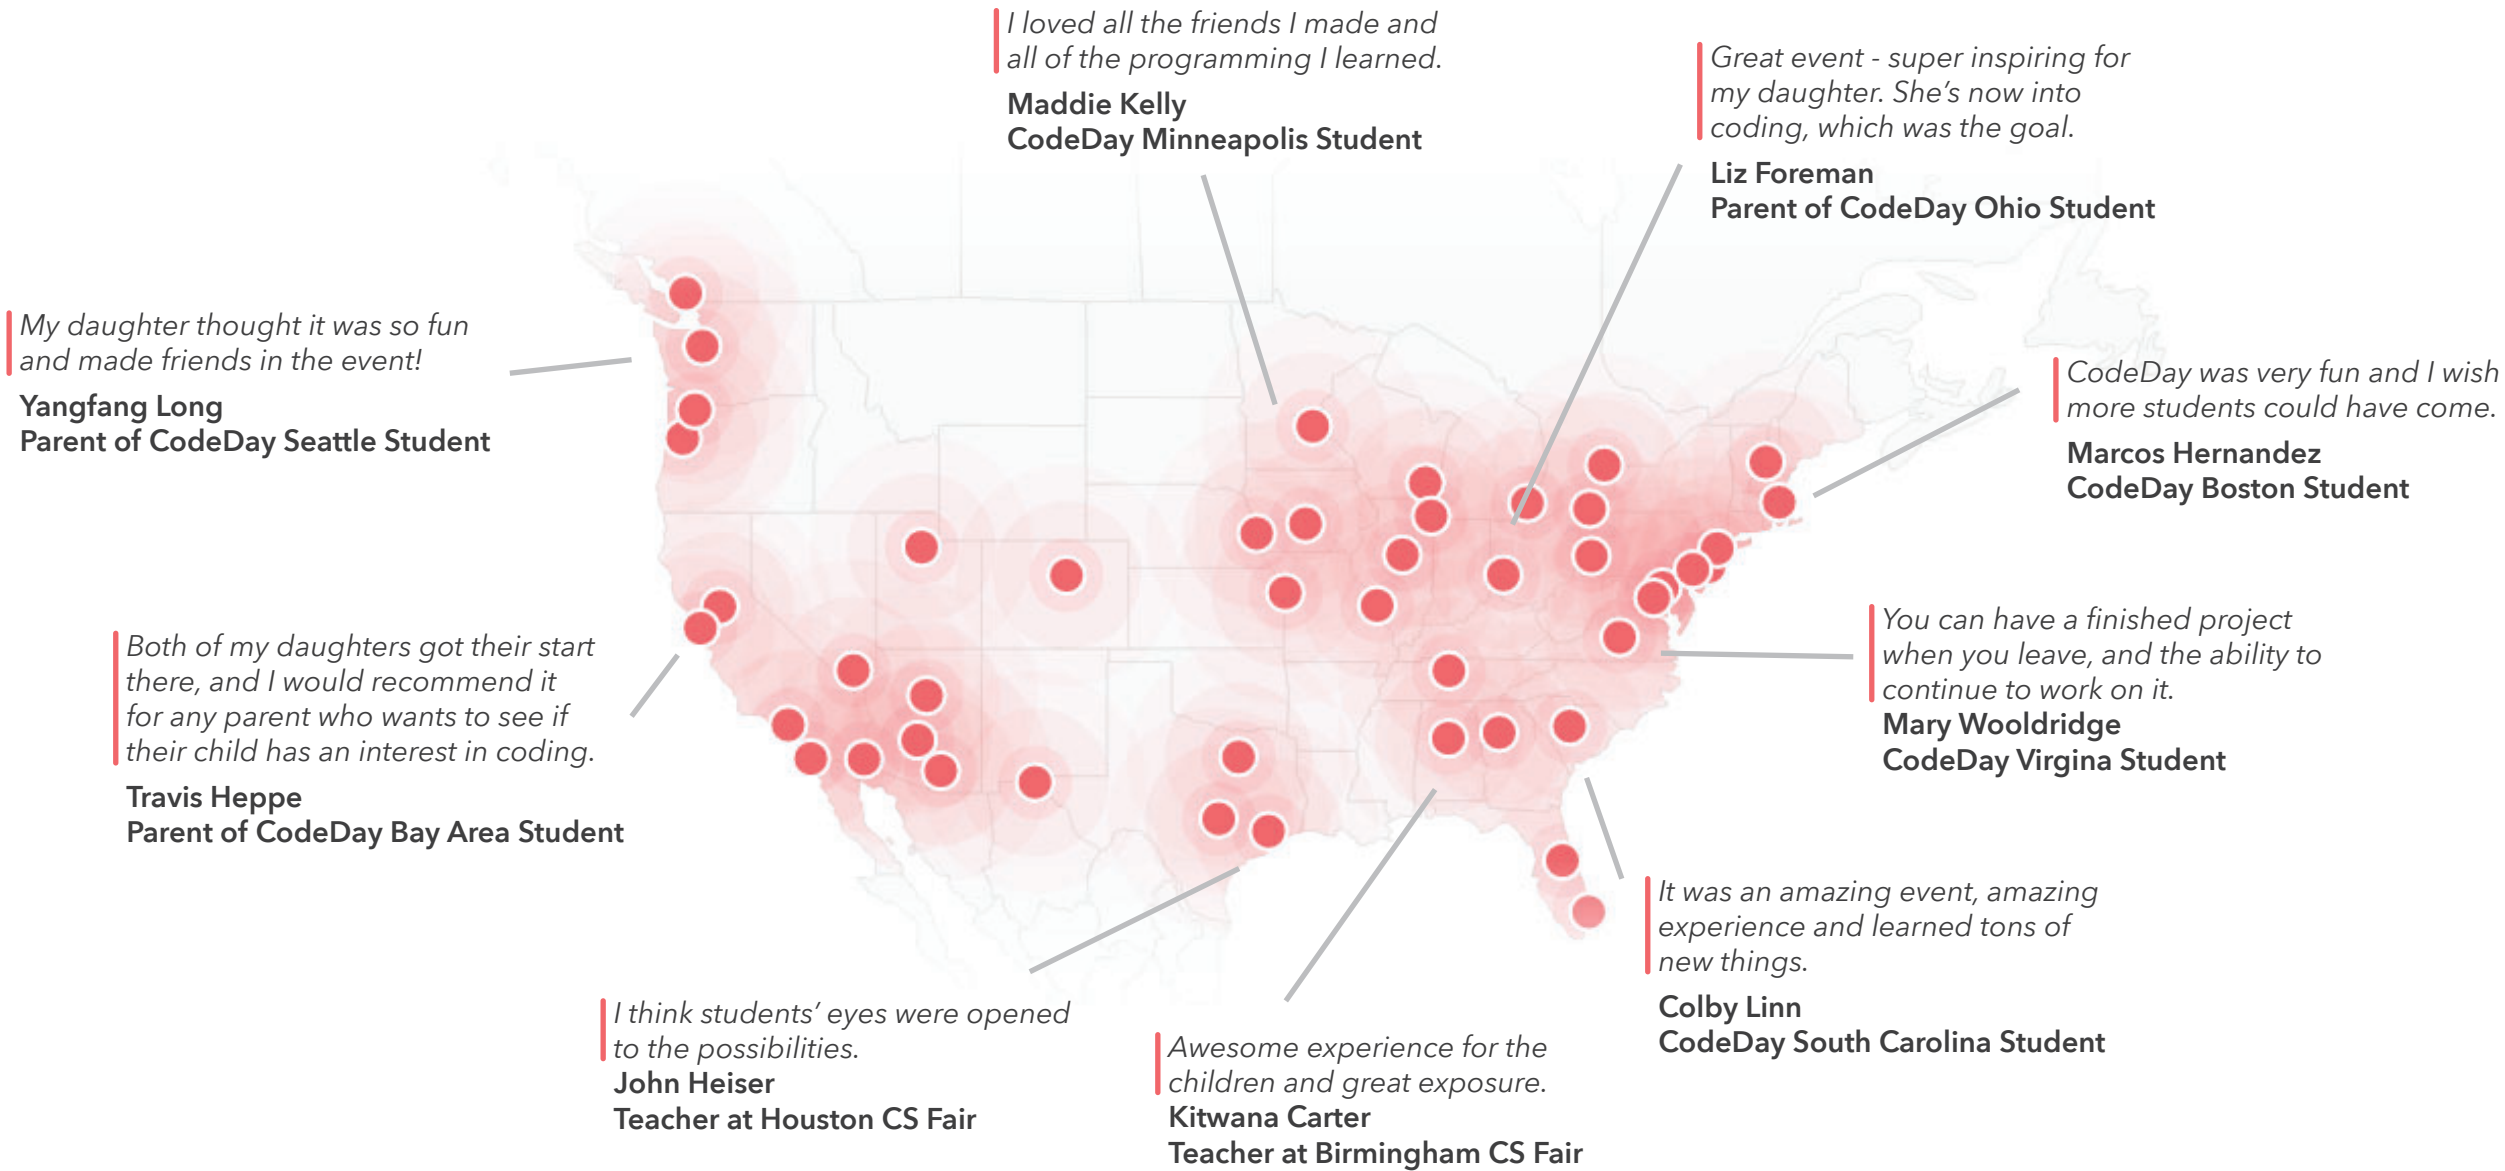 I loved all the friends I made and
all of the programming I learned.
Maddie Kelly
CodeDay Minneapolis Student
Great event - super inspiring for
my daughter. She’s now into
coding, which was the goal.
Liz Foreman
Parent of CodeDay Ohio Student
My daughter thought it was so fun
and made friends in the event!
Yangfang Long
Parent of CodeDay Seattle Student
CodeDay was very fun and I wish
more students could have come.
Marcos Hernandez
CodeDay Boston Student
Both of my daughters got their start
there, and I would recommend it
for any parent who wants to see if
their child has an interest in coding.
Travis Heppe
Parent of CodeDay Bay Area Student
You can have a finished project
when you leave, and the ability to
continue to work on it.
Mary Wooldridge
CodeDay Virgina Student
It was an amazing event, amazing
experience and learned tons of
new things.
Colby Linn
CodeDay South Carolina Student
I think students’ eyes were opened
to the possibilities.
John Heiser
Teacher at Houston CS Fair
Awesome experience for the
children and great exposure.
Kitwana Carter
Teacher at Birmingham CS Fair